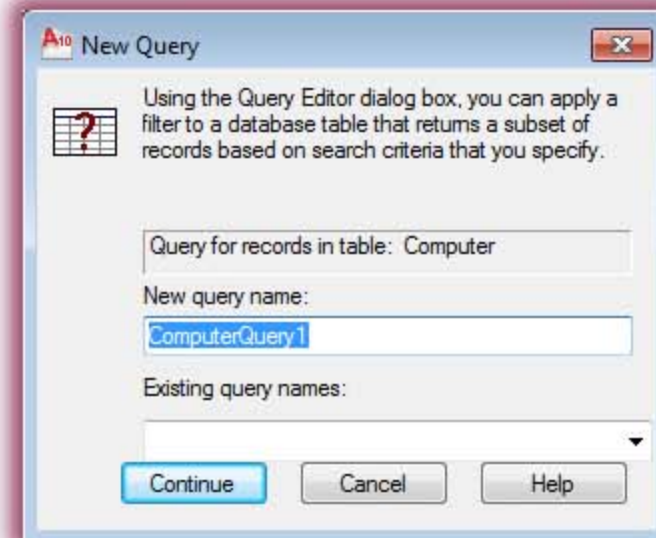 A10 New Query
Using the Query Editor dialog box, you can apply a
filter to a database table that returns a subset of
records based on search criteria that you specify.
?
Query for records in table: Computer
New query name:
ComputerQuery1
Existing query names:
Continue Cancel Help